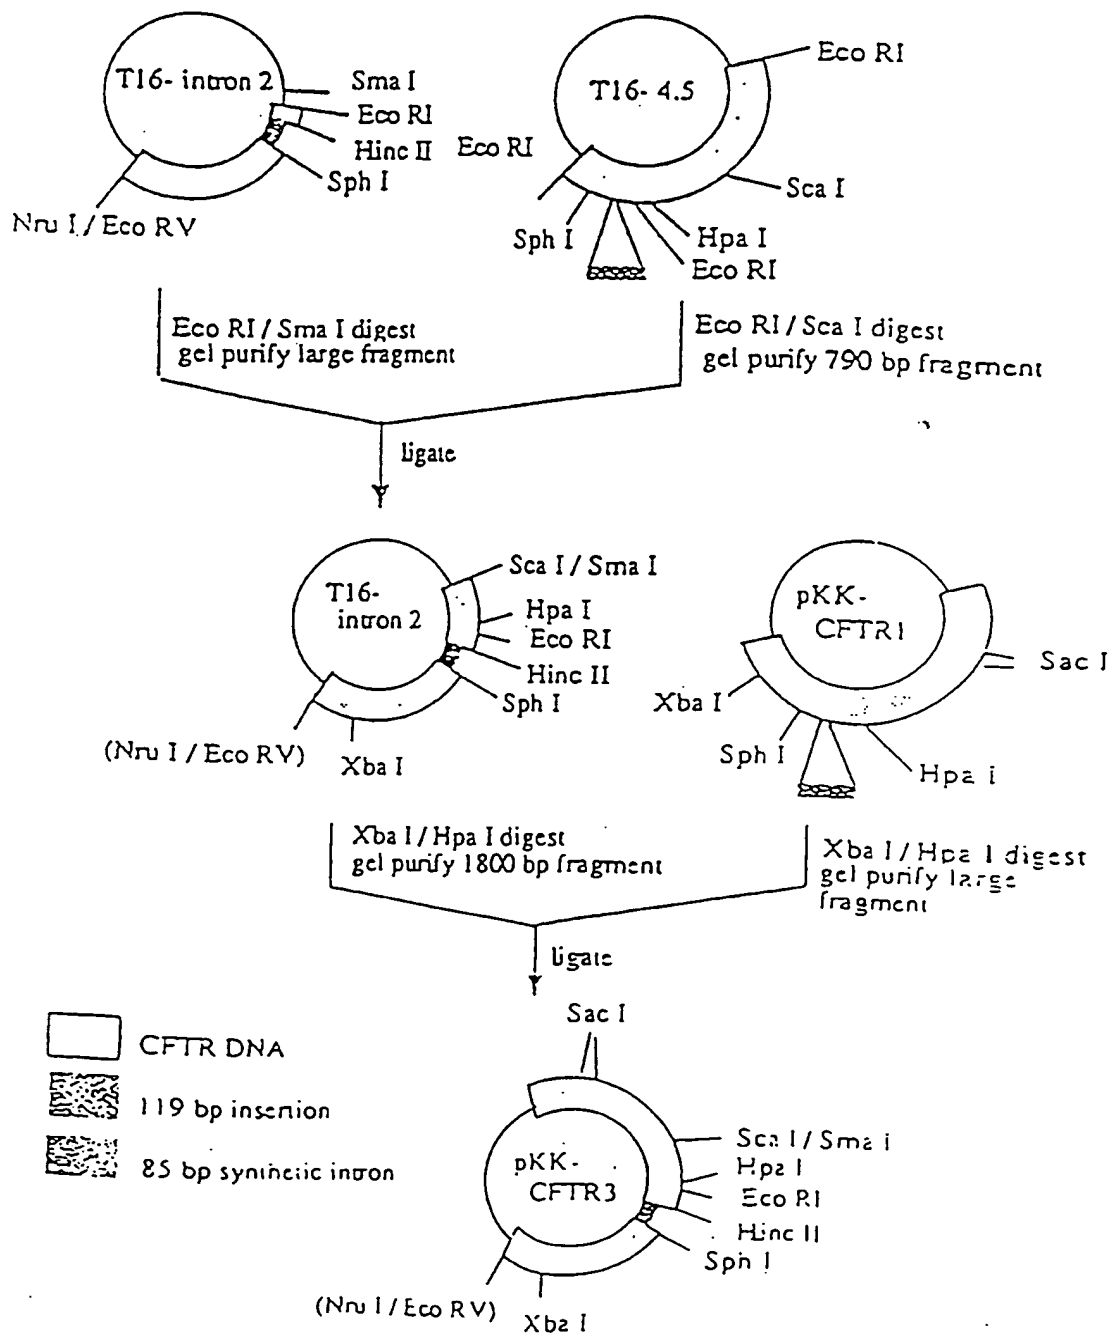 T16- intron 2
Sma I
Eco RI
Hinc II
Sph I
Nru I / Eco RV
T16- 4.5
Eco RI
Eco RI
Sca I
Sph I
Hpa I
Eco RI
Eco RI / Sma I digest
gel purify large fragment
Eco RI / Sca I digest
gel purify 790 bp fragment
ligate
T16-
intron 2
Sca I / Sma I
Hpa I
Eco RI
Hinc II
Sph I
(Nru I / Eco RV)
Xba I
pKK-
CFTR1
Sac I
Xba I
Sph I
Hpa I
Xba I / Hpa I digest
gel purify 1800 bp fragment
Xba I / Hpa I digest
gel purify large
fragment
ligate
CFTR DNA
119 bp insertion
85 bp synthetic intron
Sac I
pKK-
CFTR3
Sca I / Sma I
Hpa I
Eco RI
Hinc II
Sph I
(Nru I / Eco RV)
Xba I